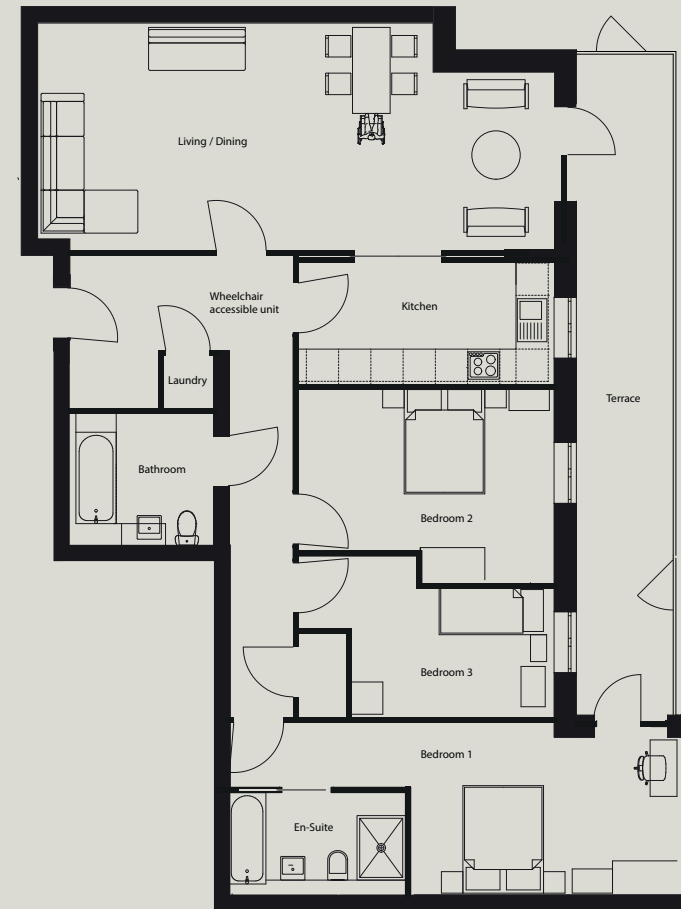 Living / Dining
Wheelchair
accessible unit
Kitchen
Laundry
Terrace
Bathroom
Bedroom 2
Bedroom 3
Bedroom 1
En-Suite